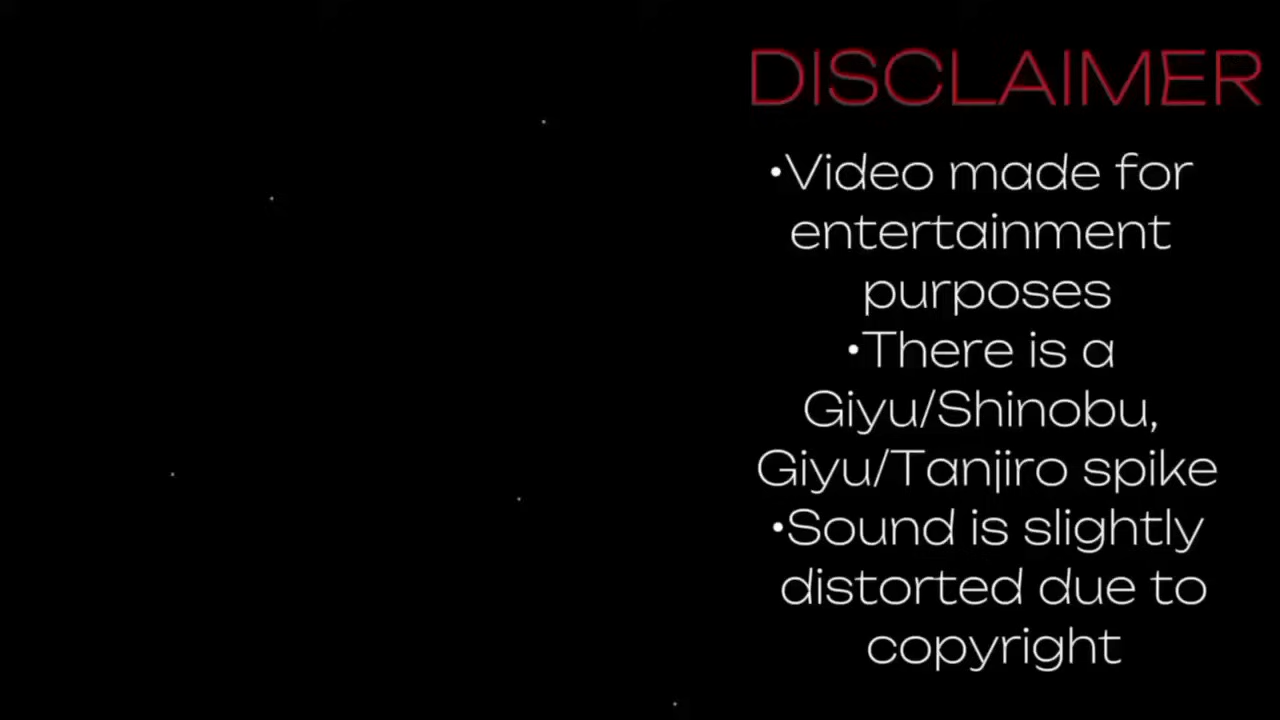 DISCLAIMER
•Video made for
entertainment
purposes
•There is a
Giyu/Shinobu,
Giyu/Tanjiro spike
•Sound is slightly
distorted due to
copyright